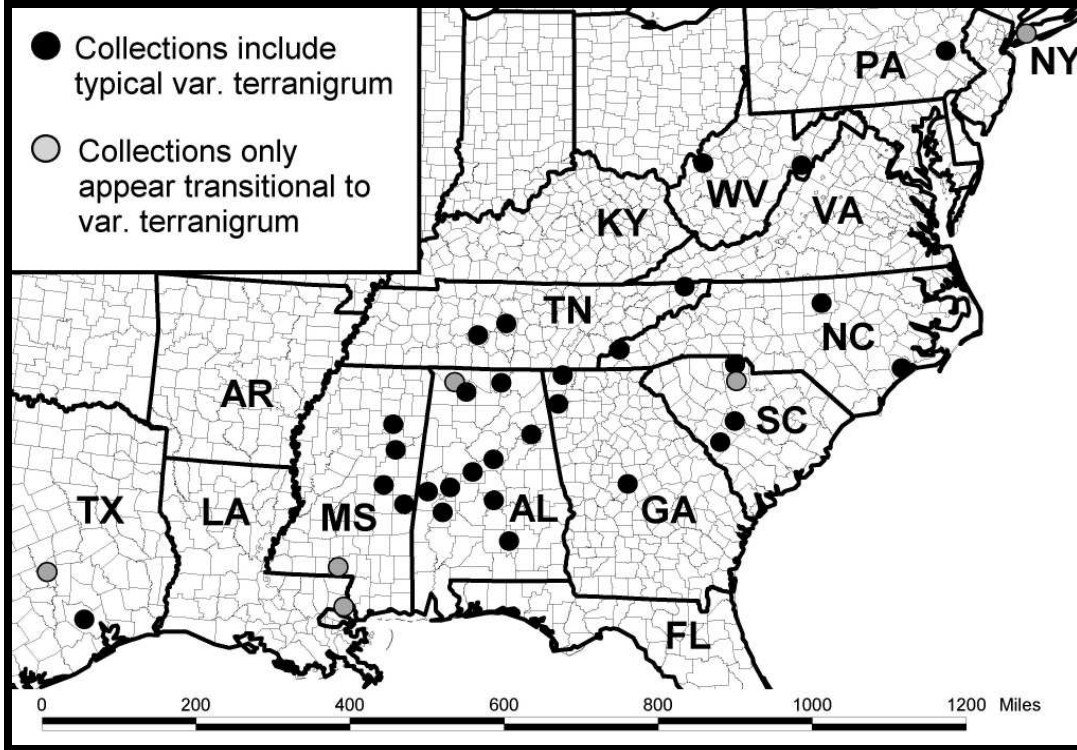 Collections include
typical var. terranigrum
Collections only
appear transitional to
var. terranigrum
PA
NY
WV
VA
KY
TN
NC
AR
SC
TX
LA
MS
AL
GA
FL
0 200 400 600 800 1000 1200 Miles